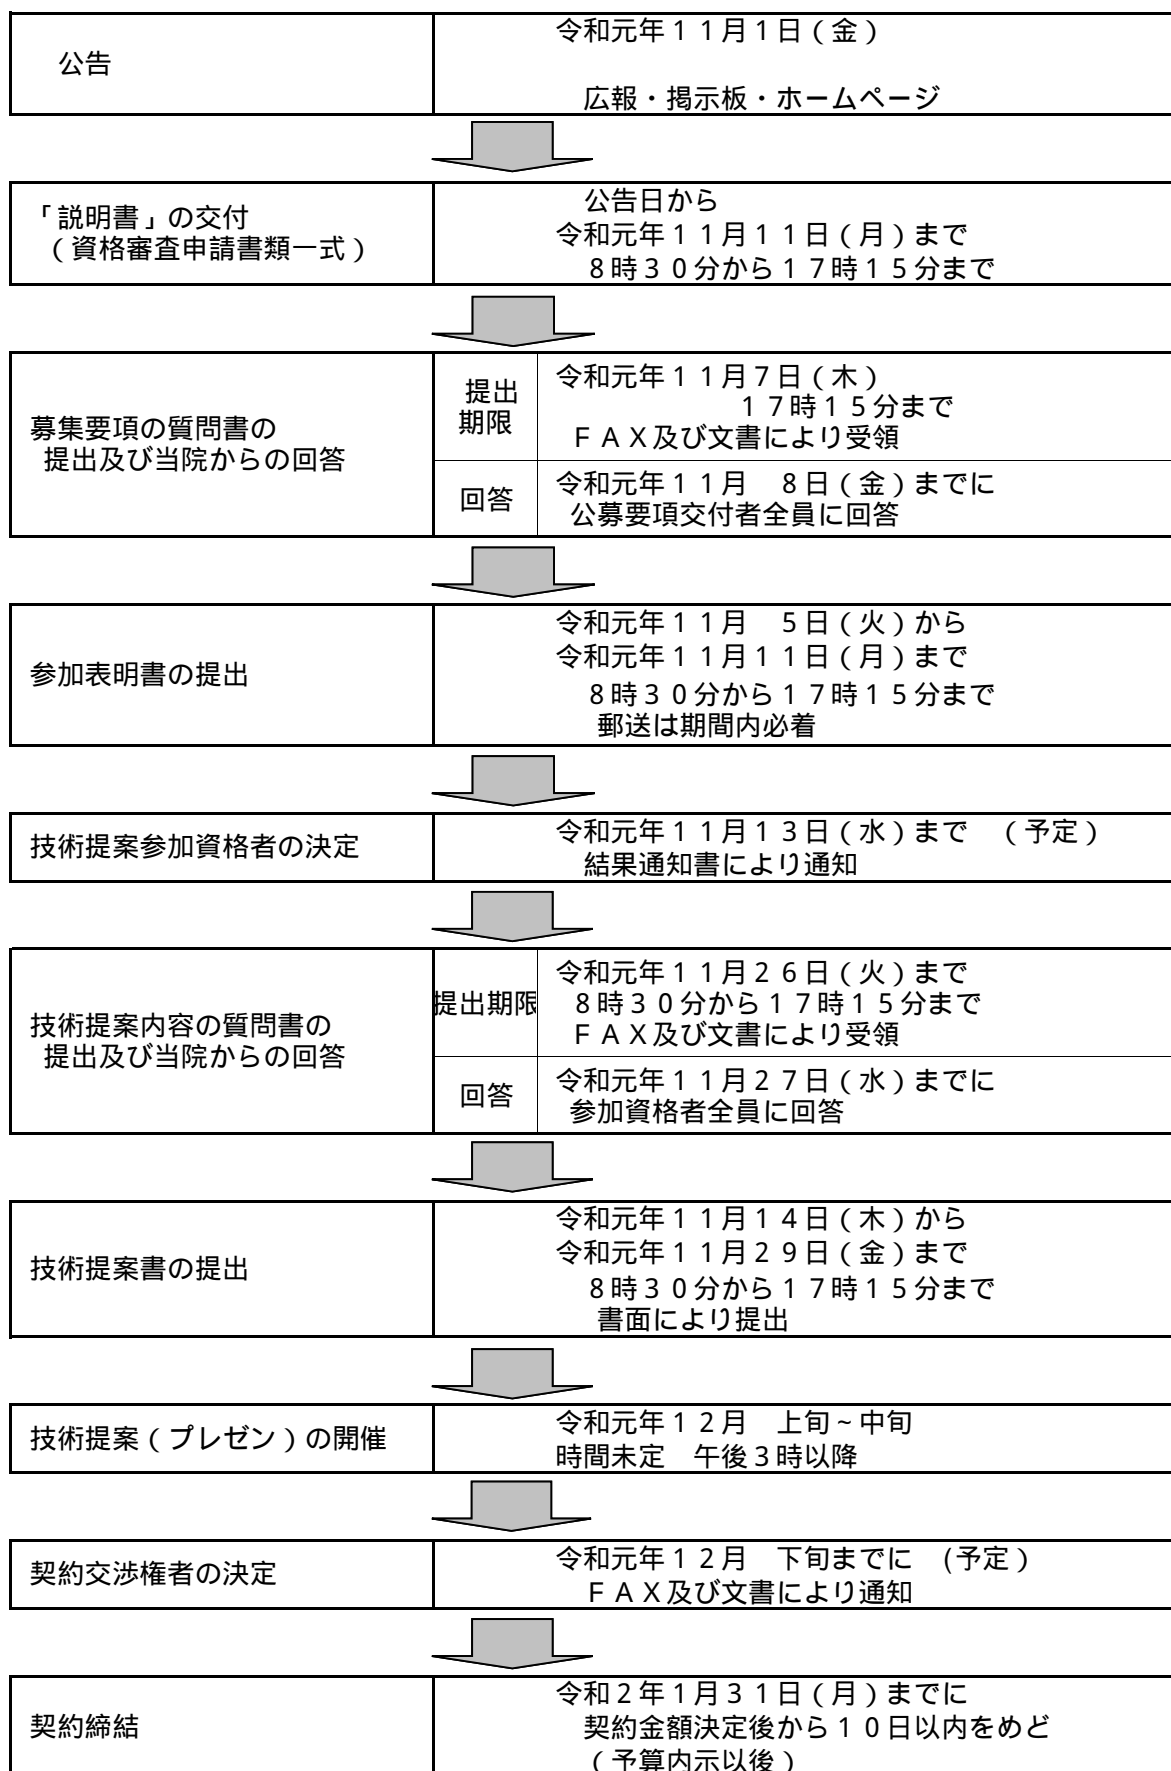 公告
令和元年１１月１日（金）
広報・掲示板・ホームページ
「説明書」の交付
（資格審査申請書類一式）
公告日から
令和元年１１月１１日（月）まで
８時３０分から１７時１５分まで
募集要項の質問書の
提出及び当院からの回答
提出
期限
令和元年１１月７日（木）
１７時１５分まで
ＦＡＸ及び文書により受領
回答
令和元年１１月　８日（金）までに
公募要項交付者全員に回答
参加表明書の提出
令和元年１１月　５日（火）から
令和元年１１月１１日（月）まで
８時３０分から１７時１５分まで
郵送は期間内必着
技術提案参加資格者の決定
令和元年１１月１３日（水）まで　（予定）
結果通知書により通知
技術提案内容の質問書の
提出及び当院からの回答
提出期限
令和元年１１月２６日（火）まで
８時３０分から１７時１５分まで
ＦＡＸ及び文書により受領
回答
令和元年１１月２７日（水）までに
参加資格者全員に回答
技術提案書の提出
令和元年１１月１４日（木）から
令和元年１１月２９日（金）まで
８時３０分から１７時１５分まで
書面により提出
技術提案（プレゼン）の開催
令和元年１２月　上旬～中旬
時間未定　午後３時以降
契約交渉権者の決定
令和元年１２月　下旬までに　(予定）
ＦＡＸ及び文書により通知
契約締結
令和２年１月３１日（月）までに
契約金額決定後から１０日以内をめど
（予算内示以後）